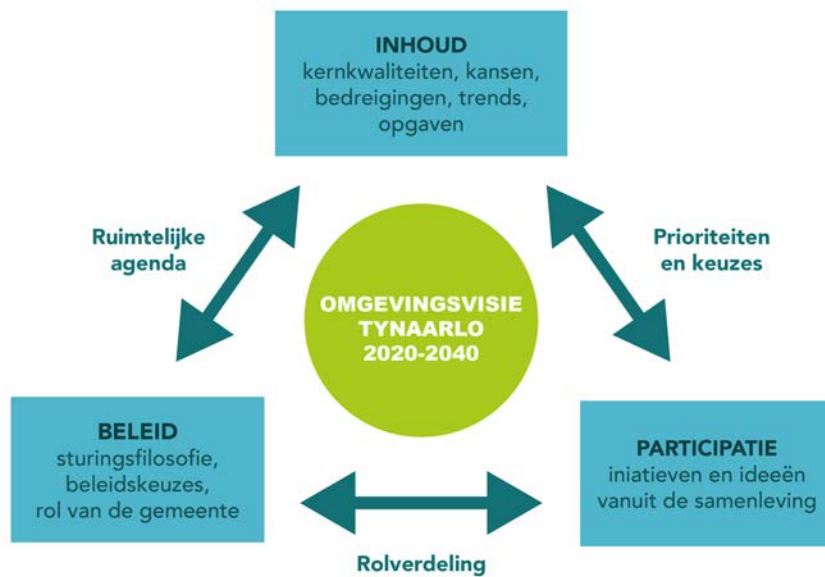 INHOUD
kernkwaliteiten, kansen,
bedreigingen, trends,
opgaven
Ruimtelijke
agenda
Prioriteiten
en keuzes
OMGEVINGSVISIE
TYNAARLO
2020-2040
BELEID
sturingsfilosofie,
beleidskeuzes,
rol van de gemeente
PARTICIPATIE
iniatieven en ideeën
vanuit de samenleving
Rolverdeling